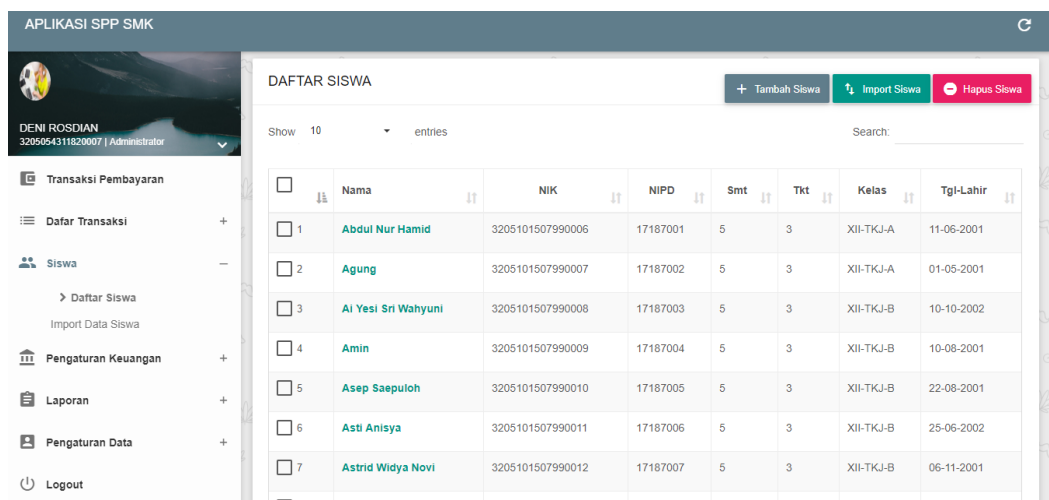 APLIKASI SPP SMK
DENI ROSDIAN
3205054311820007 | Administrator
Transaksi Pembayaran
Dafar Transaksi +
Siswa −
Daftar Siswa
Import Data Siswa
Pengaturan Keuangan +
Laporan +
Pengaturan Data +
Logout
DAFTAR SISWA
+ Tambah Siswa Import Siswa Hapus Siswa
Show 10 entries Search:
Nama NIK NIPD Smt Tkt Kelas Tgl-Lahir
1 Abdul Nur Hamid 3205101507990006 17187001 5 3 XII-TKJ-A 11-06-2001
2 Agung 3205101507990007 17187002 5 3 XII-TKJ-A 01-05-2001
3 Ai Yesi Sri Wahyuni 3205101507990008 17187003 5 3 XII-TKJ-B 10-10-2002
4 Amin 3205101507990009 17187004 5 3 XII-TKJ-B 10-08-2001
5 Asep Saepuloh 3205101507990010 17187005 5 3 XII-TKJ-B 22-08-2001
6 Asti Anisya 3205101507990011 17187006 5 3 XII-TKJ-B 25-06-2002
7 Astrid Widya Novi 3205101507990012 17187007 5 3 XII-TKJ-B 06-11-2001